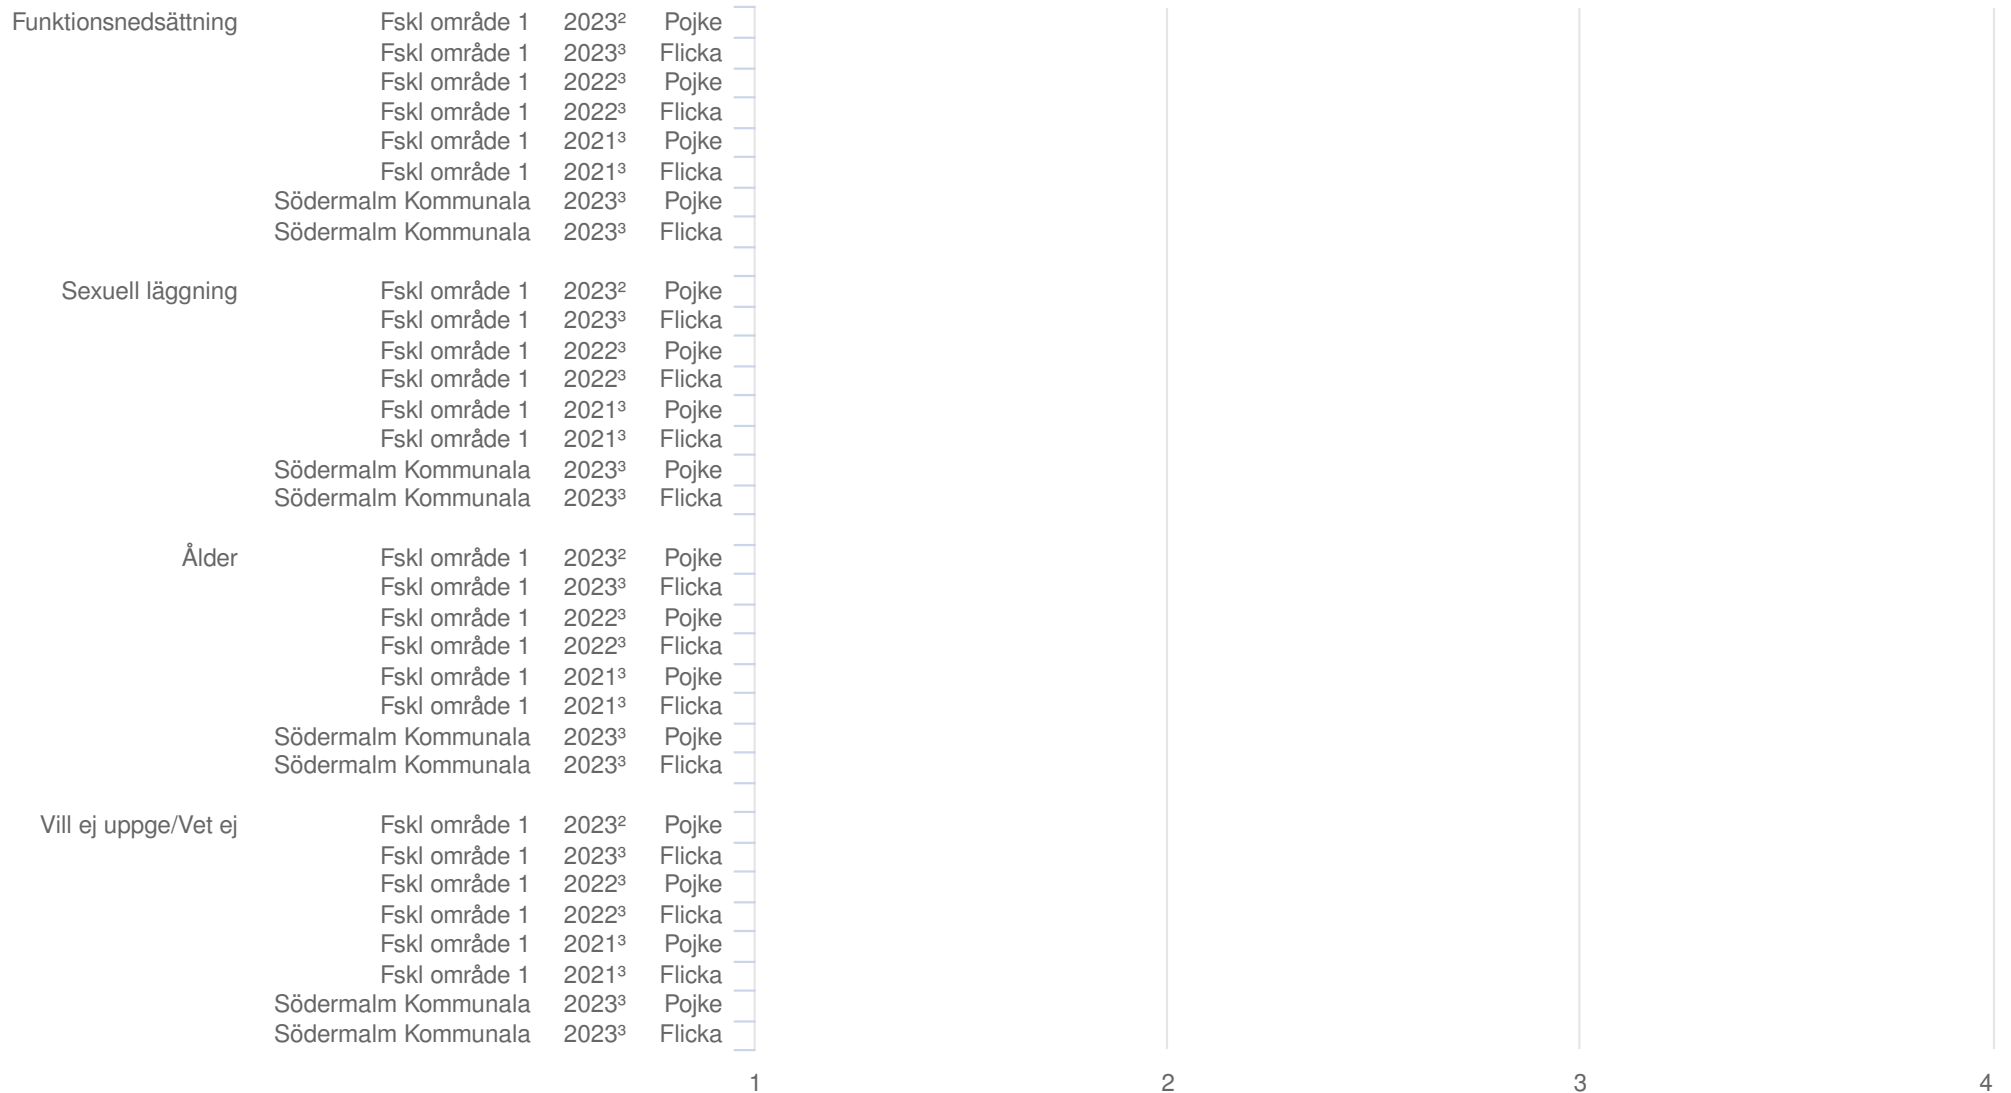 Funktionsnedsättning Fskl område 1 2023² Pojke
Fskl område 1 2023³ Flicka
Fskl område 1 2022³ Pojke
Fskl område 1 2022³ Flicka
Fskl område 1 2021³ Pojke
Fskl område 1 2021³ Flicka
Södermalm Kommunala 2023³ Pojke
Södermalm Kommunala 2023³ Flicka
Sexuell läggning Fskl område 1 2023² Pojke
Fskl område 1 2023³ Flicka
Fskl område 1 2022³ Pojke
Fskl område 1 2022³ Flicka
Fskl område 1 2021³ Pojke
Fskl område 1 2021³ Flicka
Södermalm Kommunala 2023³ Pojke
Södermalm Kommunala 2023³ Flicka
Ålder Fskl område 1 2023² Pojke
Fskl område 1 2023³ Flicka
Fskl område 1 2022³ Pojke
Fskl område 1 2022³ Flicka
Fskl område 1 2021³ Pojke
Fskl område 1 2021³ Flicka
Södermalm Kommunala 2023³ Pojke
Södermalm Kommunala 2023³ Flicka
Vill ej uppge/Vet ej Fskl område 1 2023² Pojke
Fskl område 1 2023³ Flicka
Fskl område 1 2022³ Pojke
Fskl område 1 2022³ Flicka
Fskl område 1 2021³ Pojke
Fskl område 1 2021³ Flicka
Södermalm Kommunala 2023³ Pojke
Södermalm Kommunala 2023³ Flicka
1 2 3 4